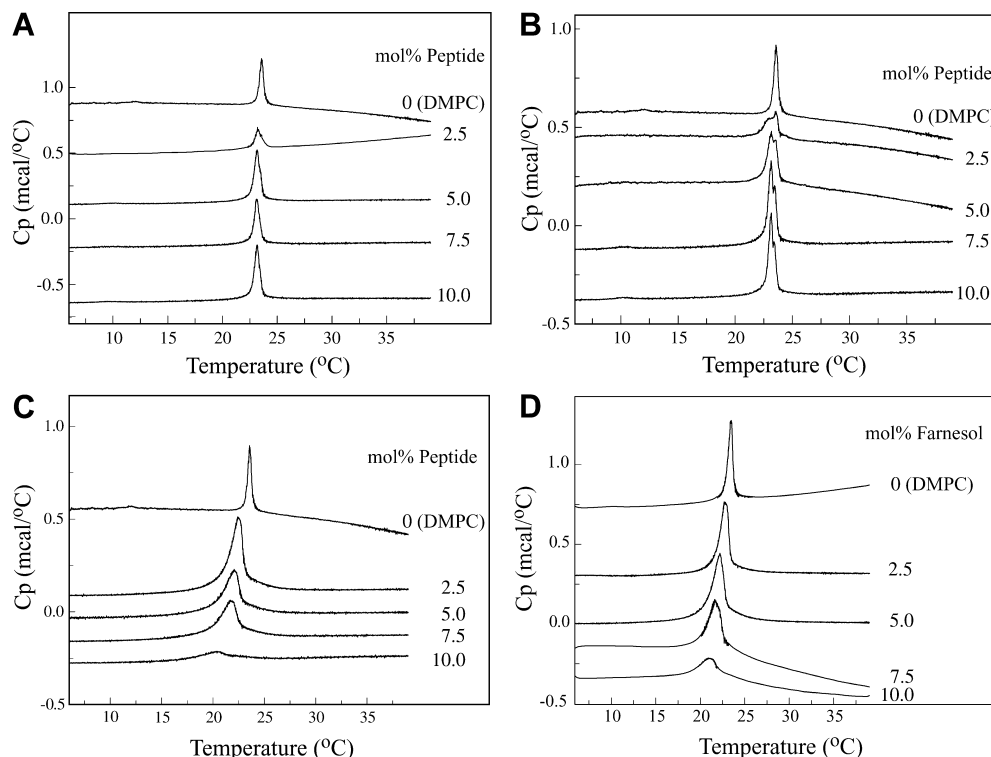 A
mol% Peptide
0 (DMPC)
2.5
5.0
7.5
10.0
1.0
0.5
0.0
-0.5
Cp (mcal/°C)
10 15 20 25 30 35
Temperature (°C)
B
mol% Peptide
0 (DMPC)
2.5
5.0
7.5
10.0
1.0
0.5
0.0
-0.5
Cp (mcal/°C)
10 15 20 25 30 35
Temperature (°C)
C
mol% Peptide
0 (DMPC)
2.5
5.0
7.5
10.0
1.0
0.5
0.0
-0.5
Cp (mcal/°C)
10 15 20 25 30 35
Temperature (°C)
D
mol% Farnesol
0 (DMPC)
2.5
5.0
7.5
10.0
1.0
0.5
0.0
-0.5
Cp (mcal/°C)
10 15 20 25 30 35
Temperature (°C)